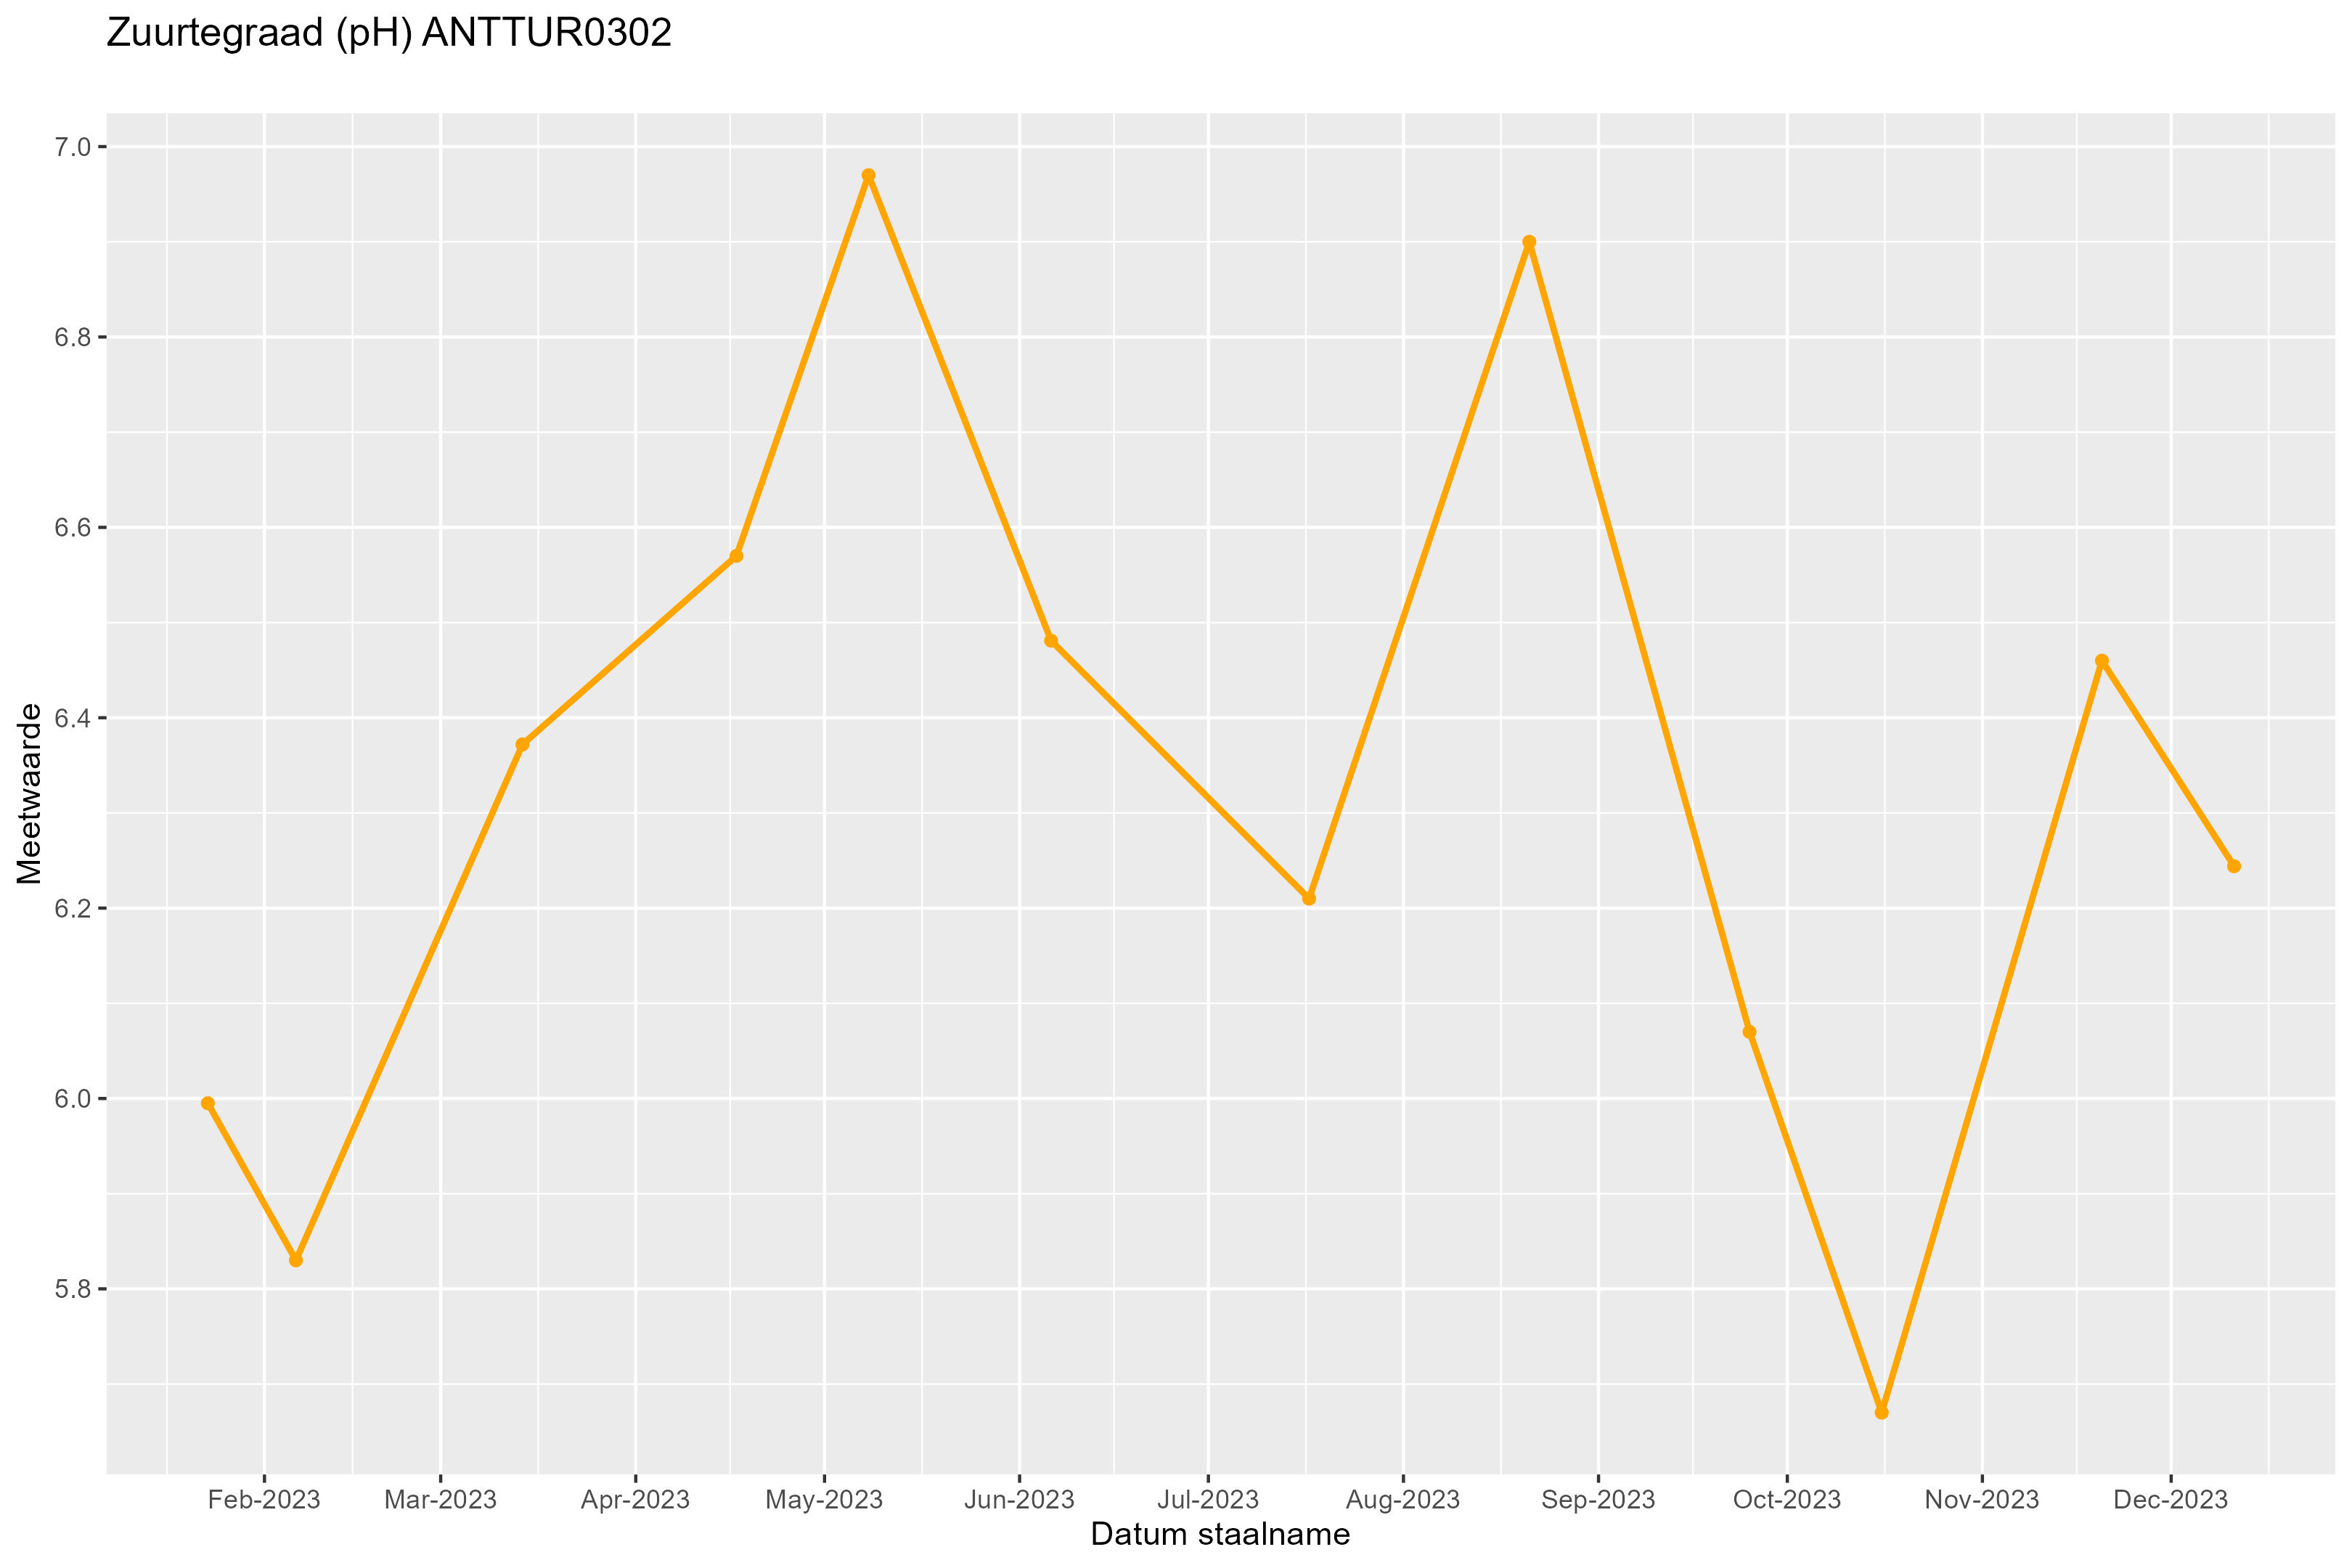 Zuurtegraad (pH) ANTTUR0302
7.0
6.8
6.6
6.4
6.2
6.0
5.8
Meetwaarde
Feb-2023 Mar-2023 Apr-2023 May-2023 Jun-2023 Jul-2023 Aug-2023 Sep-2023 Oct-2023 Nov-2023 Dec-2023
Datum staalname